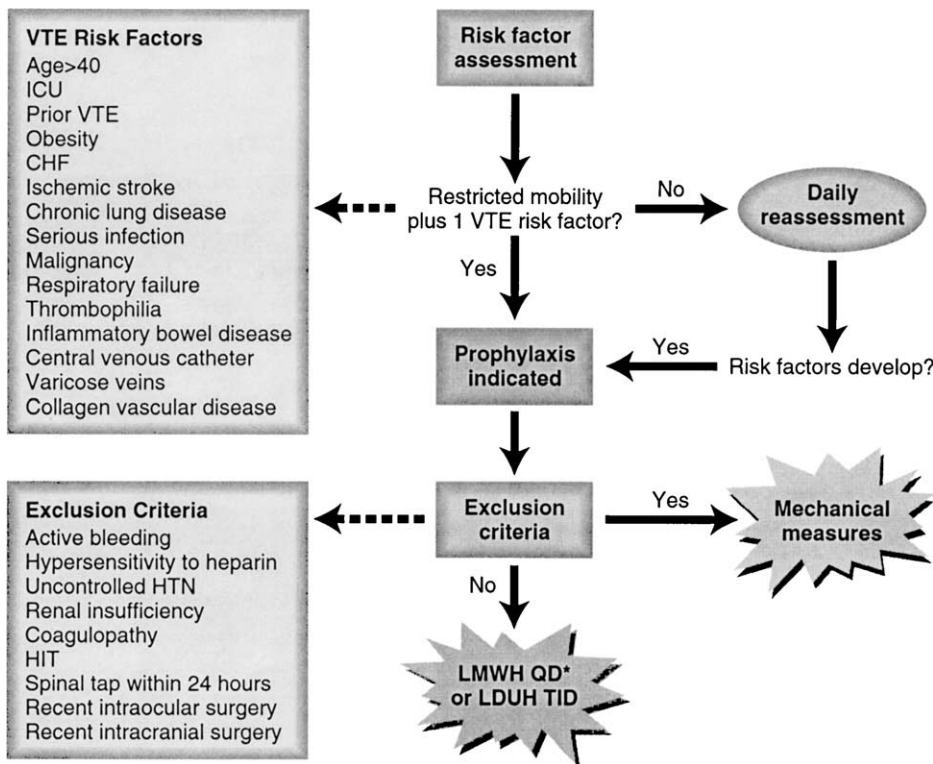 VTE Risk Factors
Age>40
ICU
Prior VTE
Obesity
CHF
Ischemic stroke
Chronic lung disease
Serious infection
Malignancy
Respiratory failure
Thrombophilia
Inflammatory bowel disease
Central venous catheter
Varicose veins
Collagen vascular disease
Risk factor
assessment
Restricted mobility
plus 1 VTE risk factor?
No
Daily
reassessment
Yes
Prophylaxis
indicated
Yes
Risk factors develop?
Exclusion Criteria
Active bleeding
Hypersensitivity to heparin
Uncontrolled HTN
Renal insufficiency
Coagulopathy
HIT
Spinal tap within 24 hours
Recent intraocular surgery
Recent intracranial surgery
Exclusion
criteria
Yes
Mechanical
measures
No
LMWH QD*
or LDUH TID